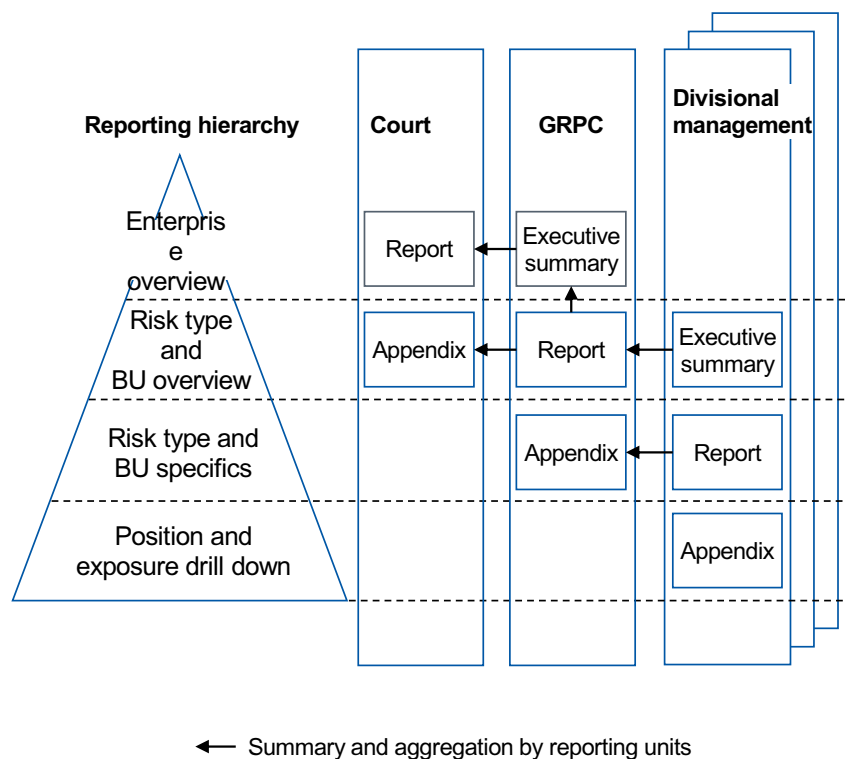 Reporting hierarchy
Court
GRPC
Divisional
management
Enterpris
e
overview
Report
Executive
summary
Risk type
and
BU overview
Appendix
Report
Executive
summary
Risk type and
BU specifics
Appendix
Report
Position and
exposure drill down
Appendix
Summary and aggregation by reporting units